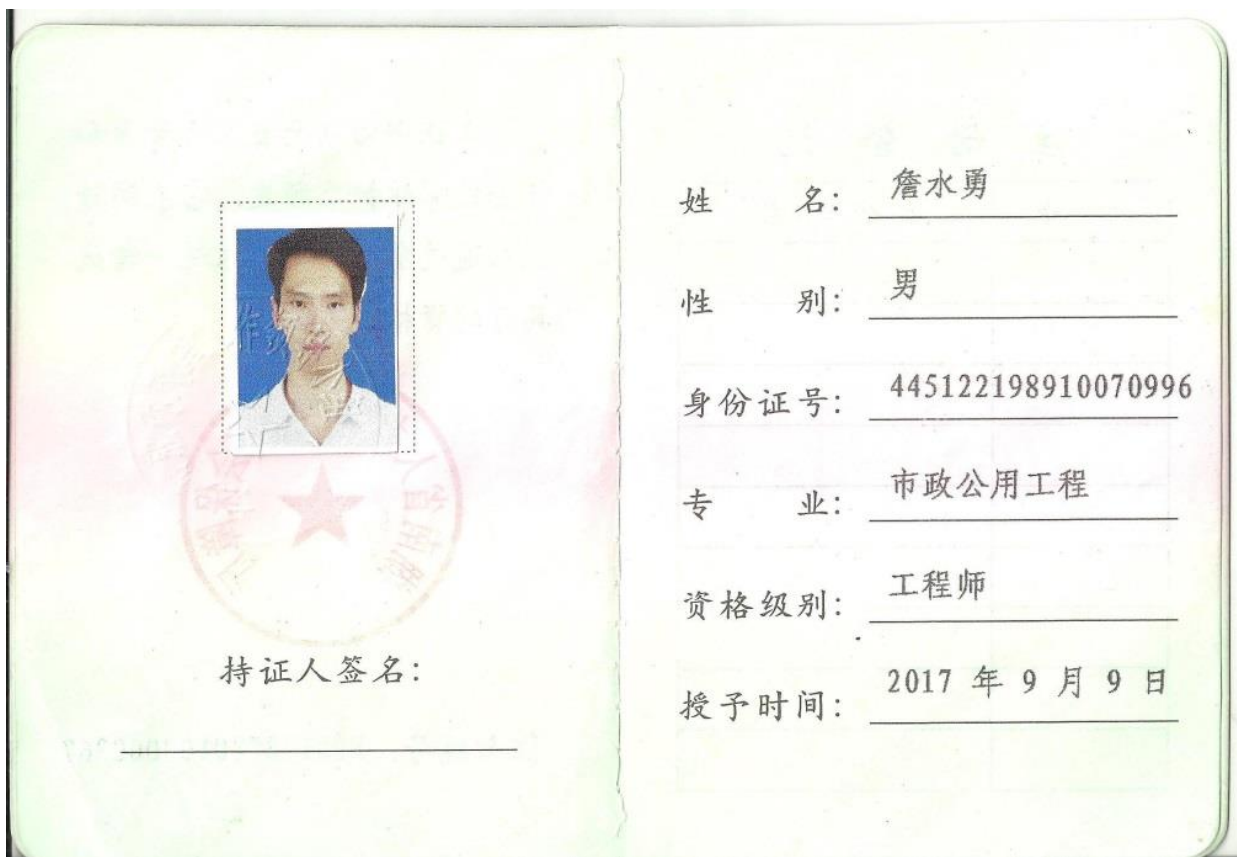 持证人签名：
姓 名： 詹水勇
性 别： 男
身份证号： 445122198910070996
专 业： 市政公用工程
资格级别： 工程师
授予时间： 2017 年 9 月 9 日